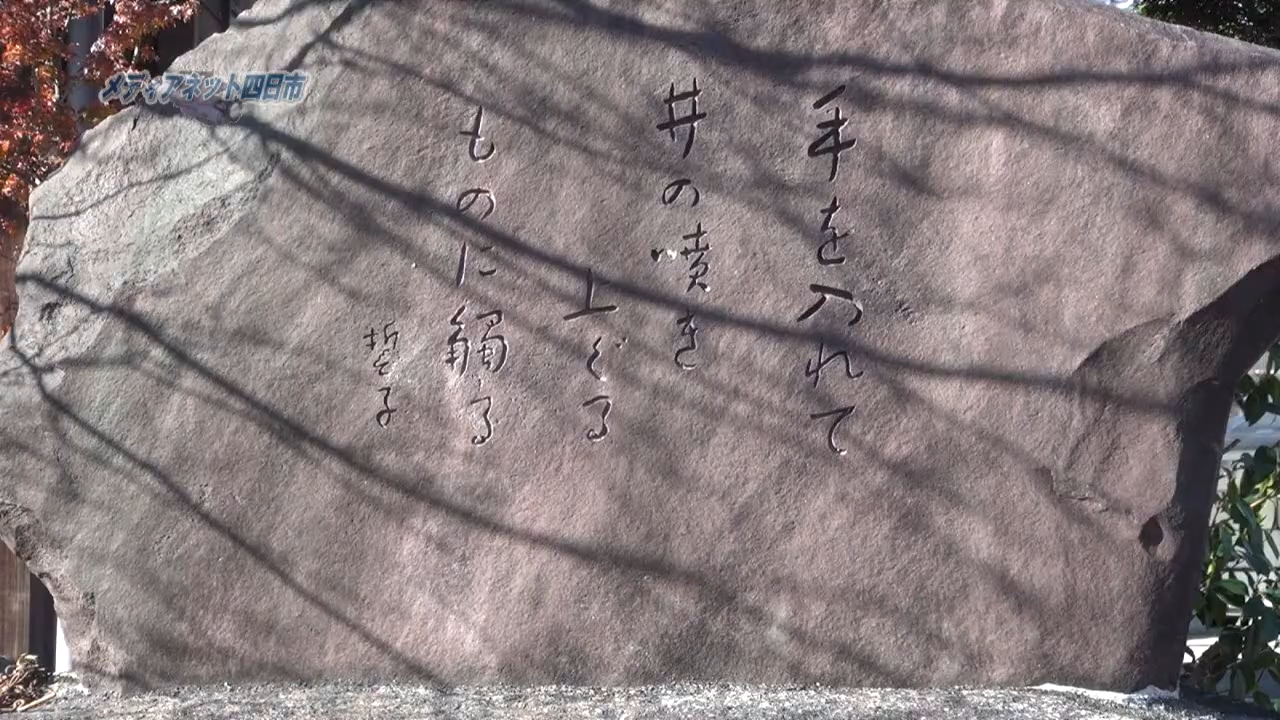 メディアネット四日市
手を入れて
井の噴き
上ぐる
ものに觸る
誓子